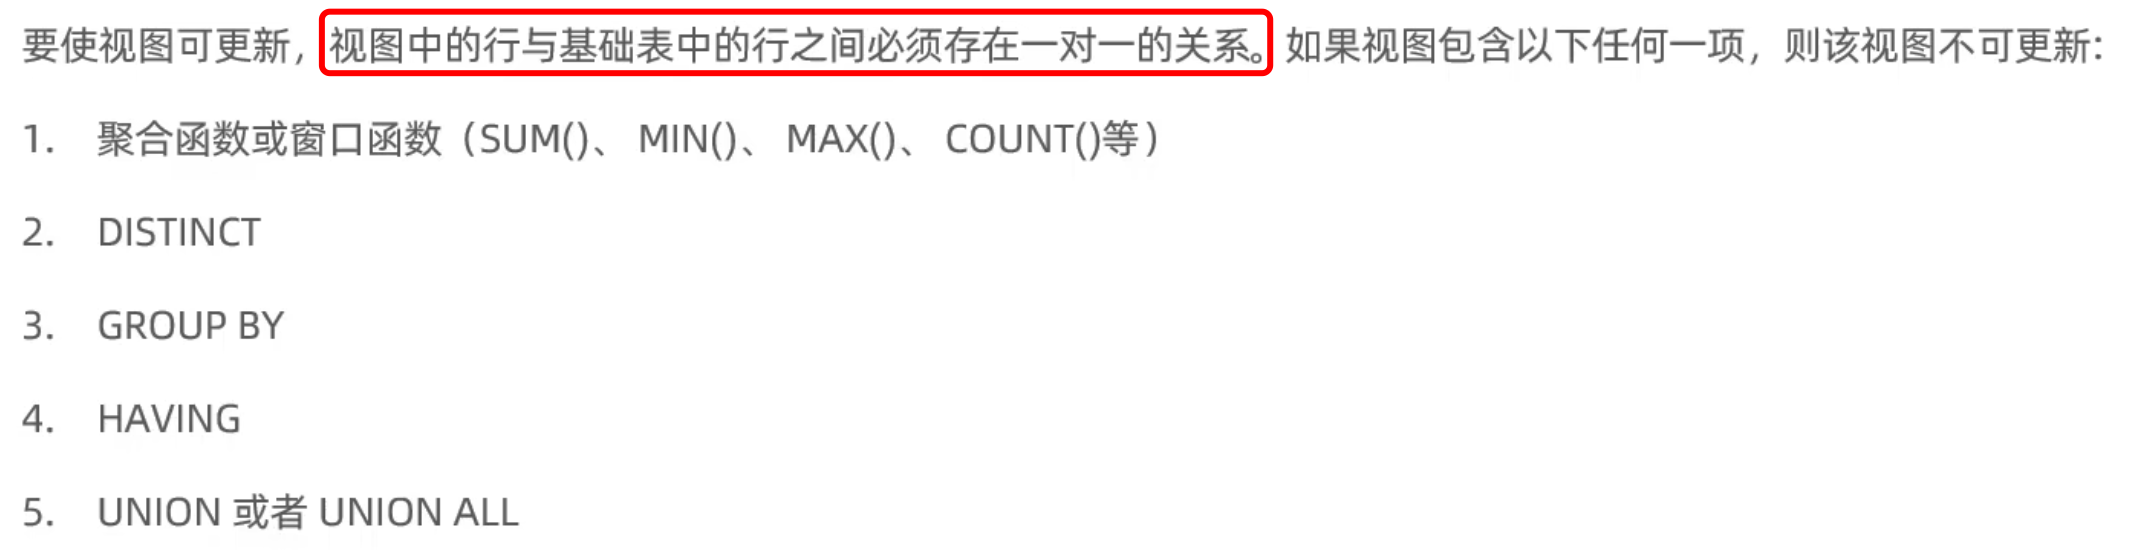 要使视图可更新，视图中的行与基础表中的行之间必须存在一对一的关系。如果视图包含以下任何一项，则该视图不可更新:
1. 聚合函数或窗口函数（SUM()、 MIN()、 MAX()、 COUNT()等）
2. DISTINCT
3. GROUP BY
4. HAVING
5. UNION 或者 UNION ALL